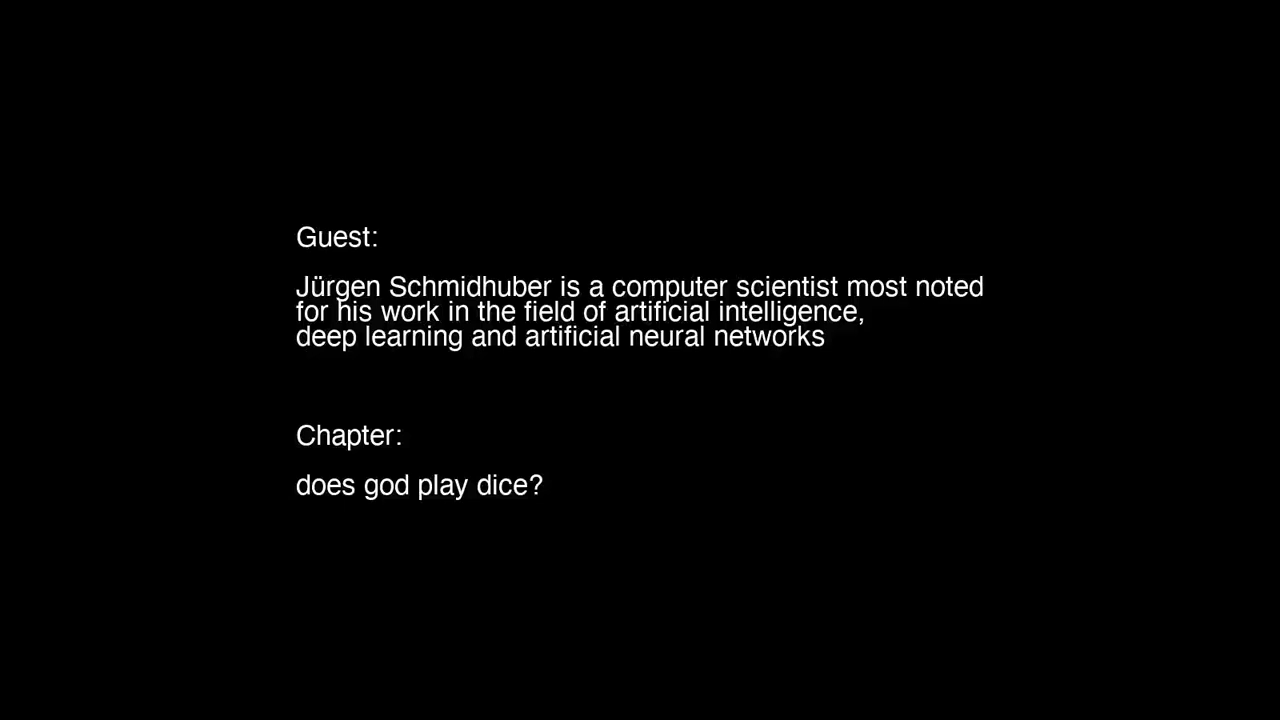 Guest:
Jürgen Schmidhuber is a computer scientist most noted
for his work in the field of artificial intelligence,
deep learning and artificial neural networks
Chapter:
does god play dice?